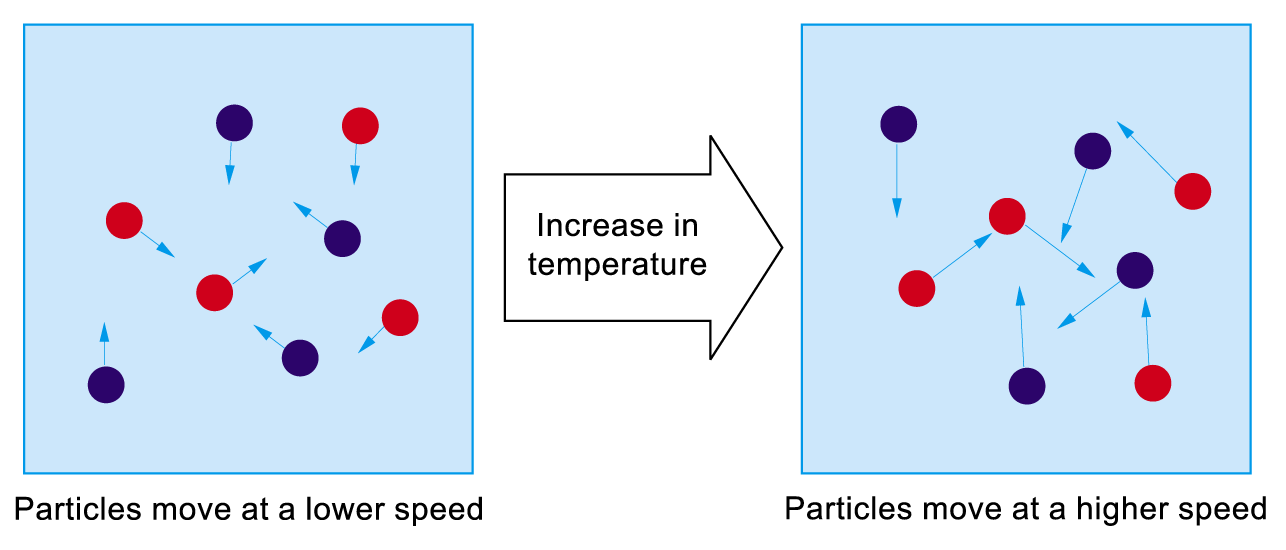 Increase in
temperature
Particles move at a lower speed
Particles move at a higher speed